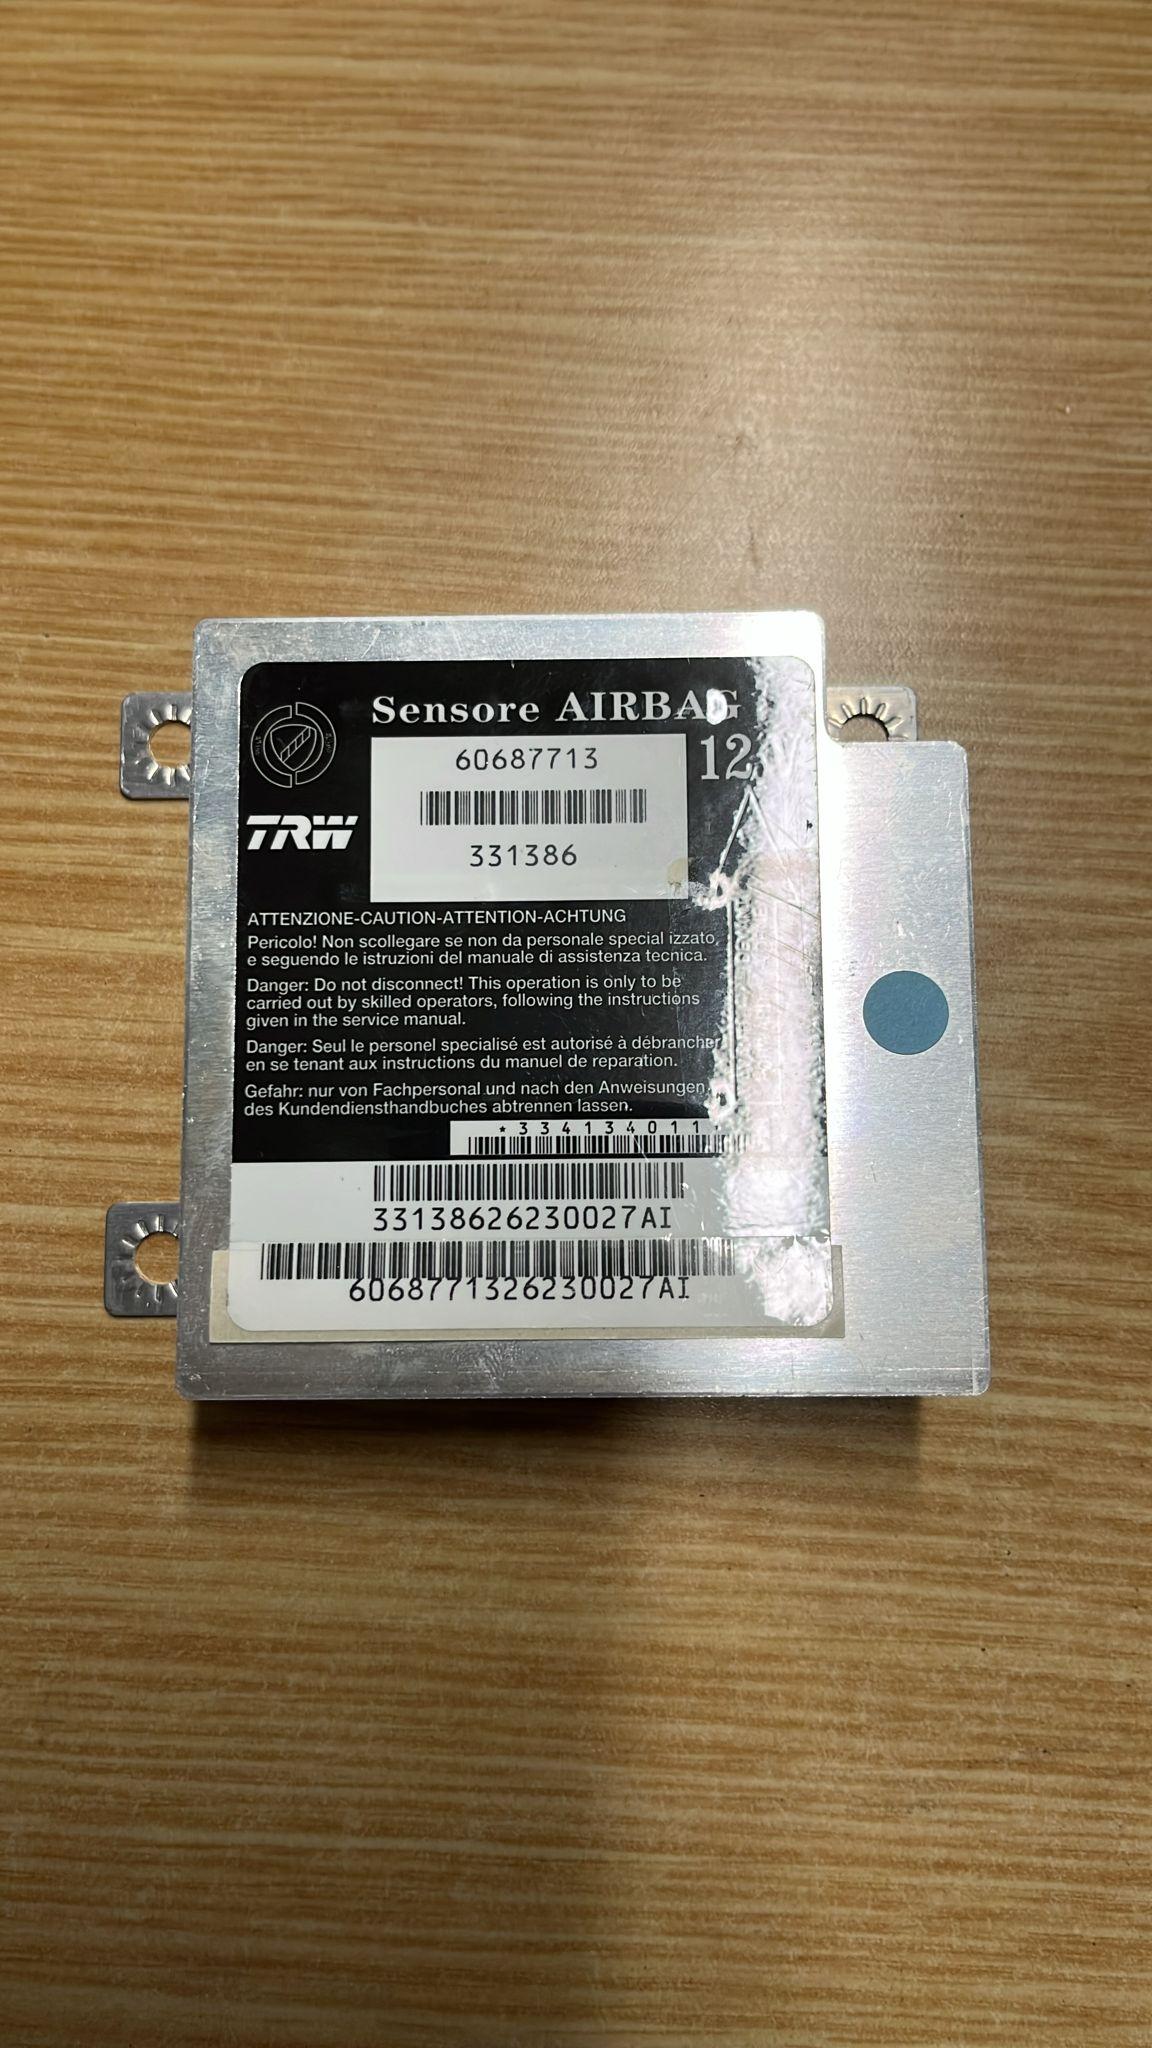 Sensore AIRBAG
60687713
12
TRW
331386
ATTENZIONE-CAUTION-ATTENTION-ACHTUNG
Pericolo! Non scollegare se non da personale special izzato,
e seguendo le istruzioni del manuale di assistenza tecnica.
Danger: Do not disconnect! This operation is only to be
carried out by skilled operators, following the instructions
given in the service manual.
Danger: Seul le personel specialisé est autorisé à débrancher
en se tenant aux instructions du manuel de reparation.
Gefahr: nur von Fachpersonal und nach den Anweisungen
des Kundendiensthandbuches abtrennen lassen.
*334134011
33138626230027AI
6068771326230027AI